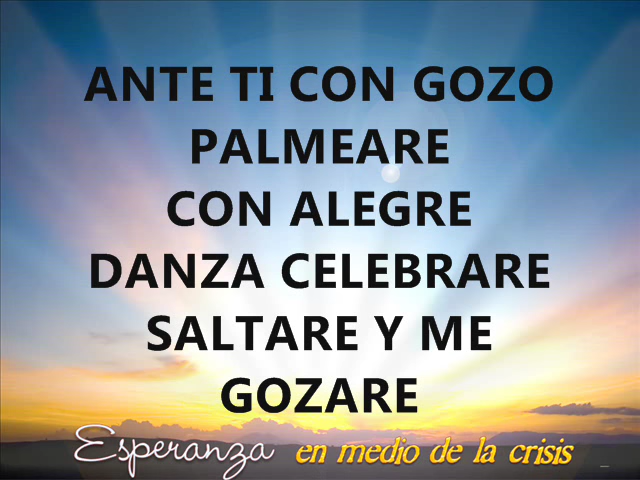 ANTE TI CON GOZO
PALMEARE
CON ALEGRE
DANZA CELEBRARE
SALTARE Y ME
GOZARE
Esperanza en medio de la crisis